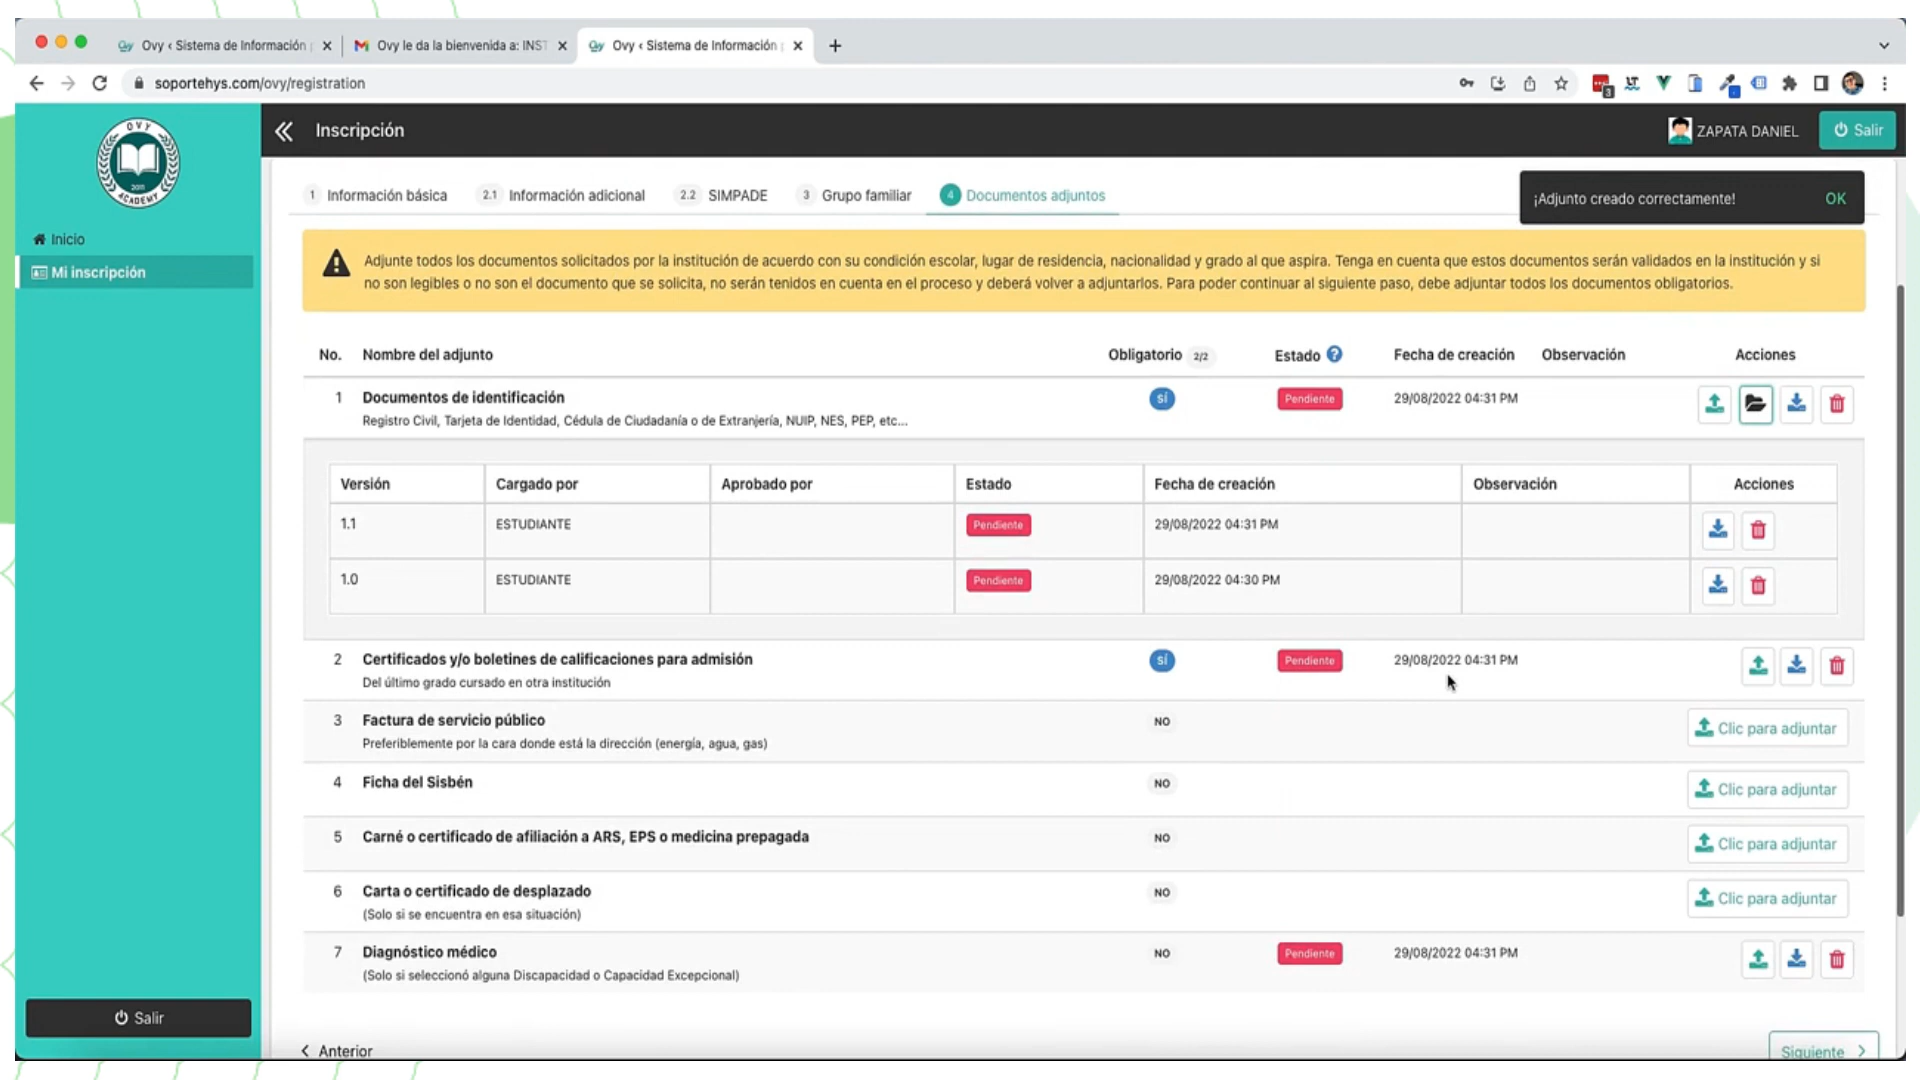 Ovy < Sistema de Información
Ovy le da la bienvenida a: INST
Ovy < Sistema de Información
soportehys.com/ovy/registration
3
OVY
2011
ACADEMY
Inscripción
ZAPATA DANIEL
Salir
Inicio
Mi inscripción
1 Información básica
2.1 Información adicional
2.2 SIMPADE
3 Grupo familiar
4 Documentos adjuntos
¡Adjunto creado correctamente! OK
Adjunte todos los documentos solicitados por la institución de acuerdo con su condición escolar, lugar de residencia, nacionalidad y grado al que aspira. Tenga en cuenta que estos documentos serán validados en la institución y si
no son legibles o no son el documento que se solicita, no serán tenidos en cuenta en el proceso y deberá volver a adjuntarlos. Para poder continuar al siguiente paso, debe adjuntar todos los documentos obligatorios.
No. Nombre del adjunto Obligatorio 2/2 Estado ? Fecha de creación Observación Acciones
1 Documentos de identificación SÍ Pendiente 29/08/2022 04:31 PM
Registro Civil, Tarjeta de Identidad, Cédula de Ciudadanía o de Extranjería, NUIP, NES, PEP, etc...
Versión Cargado por Aprobado por Estado Fecha de creación Observación Acciones
1.1 ESTUDIANTE Pendiente 29/08/2022 04:31 PM
1.0 ESTUDIANTE Pendiente 29/08/2022 04:30 PM
2 Certificados y/o boletines de calificaciones para admisión SÍ Pendiente 29/08/2022 04:31 PM
Del último grado cursado en otra institución
3 Factura de servicio público NO Clic para adjuntar
Preferiblemente por la cara donde está la dirección (energía, agua, gas)
4 Ficha del Sisbén NO Clic para adjuntar
5 Carné o certificado de afiliación a ARS, EPS o medicina prepagada NO Clic para adjuntar
6 Carta o certificado de desplazado NO Clic para adjuntar
(Solo si se encuentra en esa situación)
7 Diagnóstico médico NO Pendiente 29/08/2022 04:31 PM
(Solo si seleccionó alguna Discapacidad o Capacidad Excepcional)
Salir
< Anterior
Siguiente >